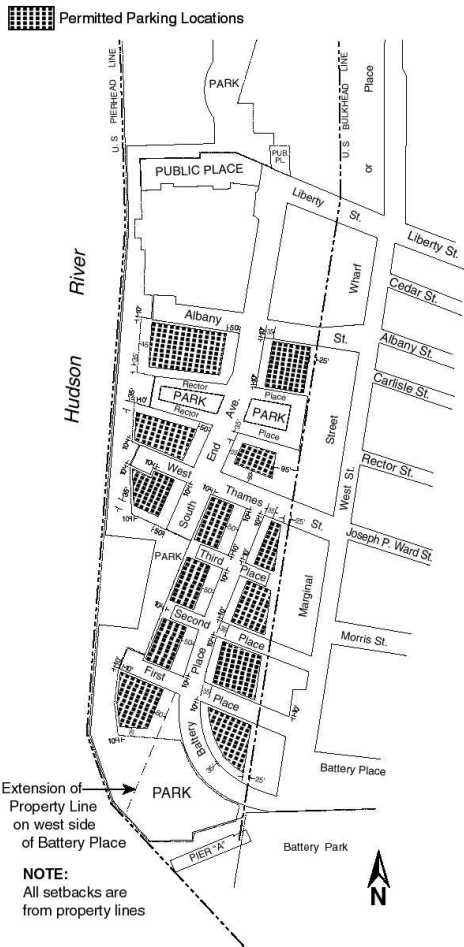 Permitted Parking Locations
U.S PIERHEAD LINE
PARK
U.S BULKHEAD LINE
Place
or
PUB.
PL.
PUBLIC PLACE
Liberty
St.
Liberty St.
Wharf
Cedar St.
Hudson River
Albany
St.
Albany St.
Carlisle St.
Rector
PARK
Rector
Place
PARK
Place
South End Ave.
Street
West St.
Rector St.
West
Thames
St.
Joseph P. Ward St.
PARK
Third
Place
Marginal
Second
Place
Morris St.
First
Place
Battery Place
Battery Place
Extension of
Property Line
on west side
of Battery Place
PARK
PIER "A"
Battery Park
NOTE:
All setbacks are
from property lines
N